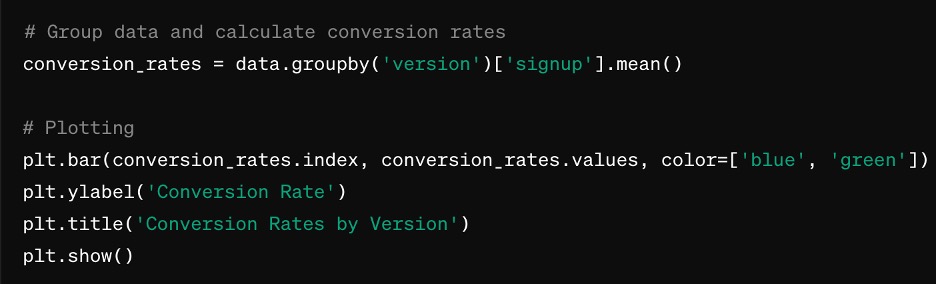 # Group data and calculate conversion rates
conversion_rates = data.groupby('version')['signup'].mean()
# Plotting
plt.bar(conversion_rates.index, conversion_rates.values, color=['blue', 'green'])
plt.ylabel('Conversion Rate')
plt.title('Conversion Rates by Version')
plt.show()